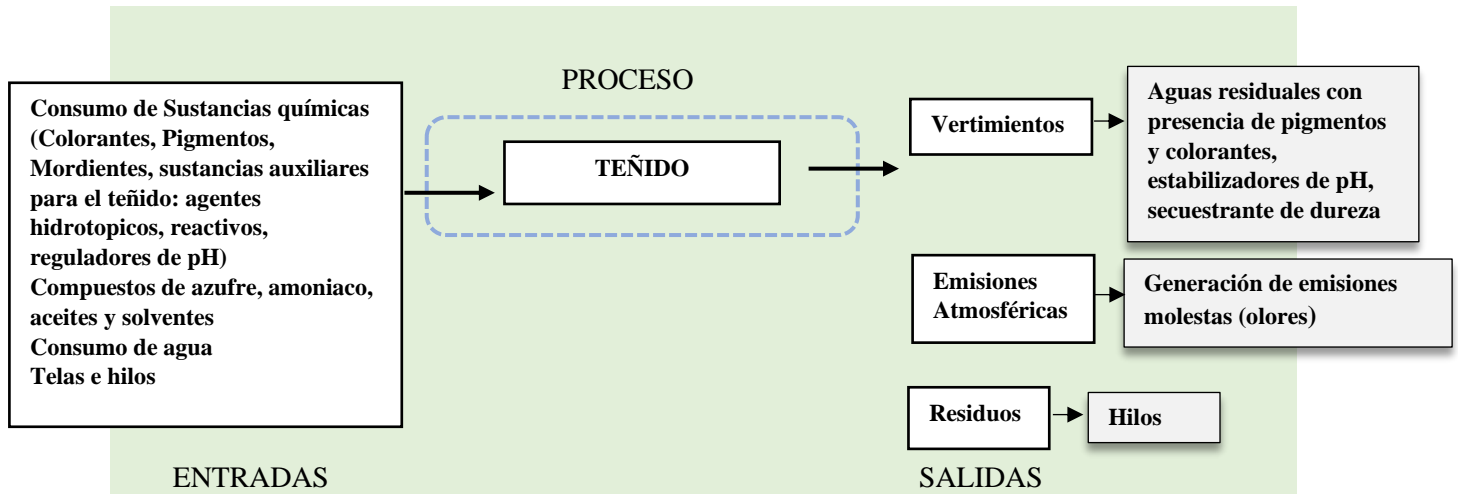 PROCESO
Consumo de Sustancias químicas
(Colorantes, Pigmentos,
Mordientes, sustancias auxiliares
para el teñido: agentes
hidrotopicos, reactivos,
reguladores de pH)
Compuestos de azufre, amoniaco,
aceites y solventes
Consumo de agua
Telas e hilos
TEÑIDO
Vertimientos
Aguas residuales con
presencia de pigmentos
y colorantes,
estabilizadores de pH,
secuestrante de dureza
Emisiones
Atmosféricas
Generación de emisiones
molestas (olores)
Residuos
Hilos
ENTRADAS
SALIDAS